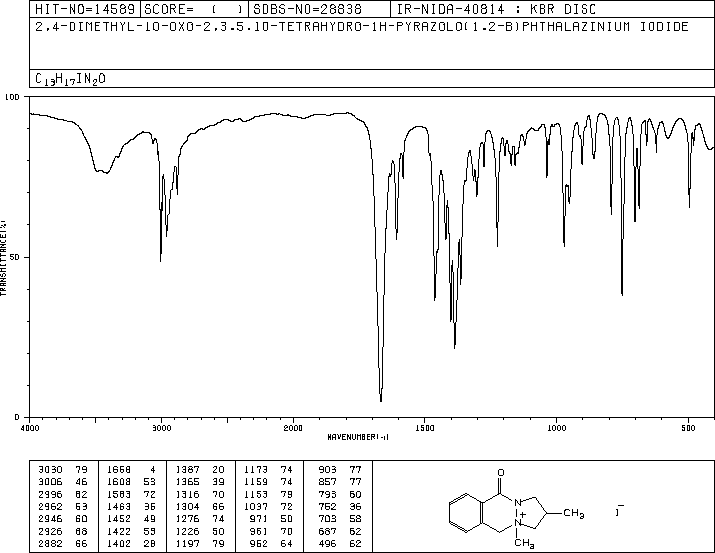 HIT-NO=14589 SCORE= ( ) SDBS-NO=28838 IR-NIDA-40814 : KBR DISC
2,4-DIMETHYL-10-OXO-2,3,5,10-TETRAHYDRO-1H-PYRAZOLO(1,2-B)PHTHALAZINIUM IODIDE
C13H17IN2O
100
TRANSMITTANCE(%)
50
0
4000 3000 2000 1500 1000 500
WAVENUMBER(-1)
3030 79 1668 4 1387 20 1173 74 903 77
3006 46 1608 53 1365 39 1159 74 857 77
2996 62 1583 72 1316 70 1153 79 793 60
2962 53 1463 35 1304 66 1037 72 752 36
2946 60 1452 49 1276 74 971 50 703 58
2926 68 1422 53 1226 50 961 70 687 62
2882 66 1402 28 1197 79 952 64 496 62
O
N
CH3
N+
CH3
I−